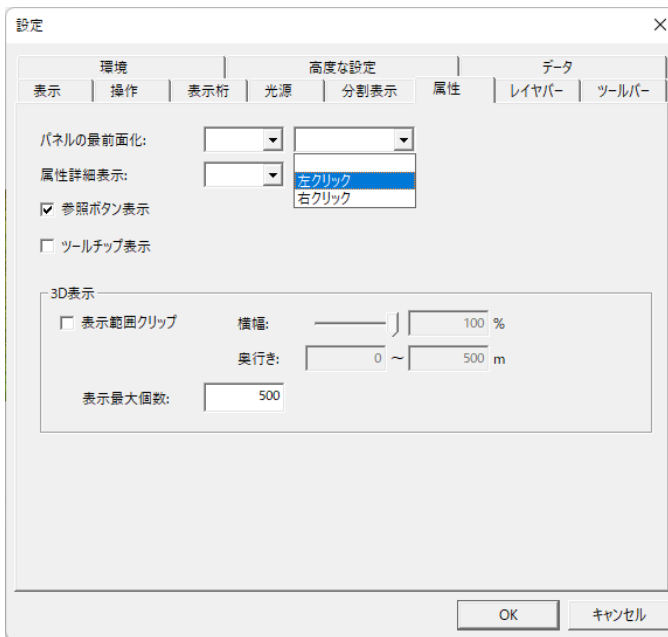 設定
環境 高度な設定 データ
表示 操作 表示桁 光源 分割表示 属性 レイヤバー ツールバー
パネルの最前面化:
属性詳細表示:
左クリック
右クリック
参照ボタン表示
ツールチップ表示
3D表示
表示範囲クリップ 横幅: 100 %
奥行き: 0 ～ 500 m
表示最大個数: 500
OK キャンセル